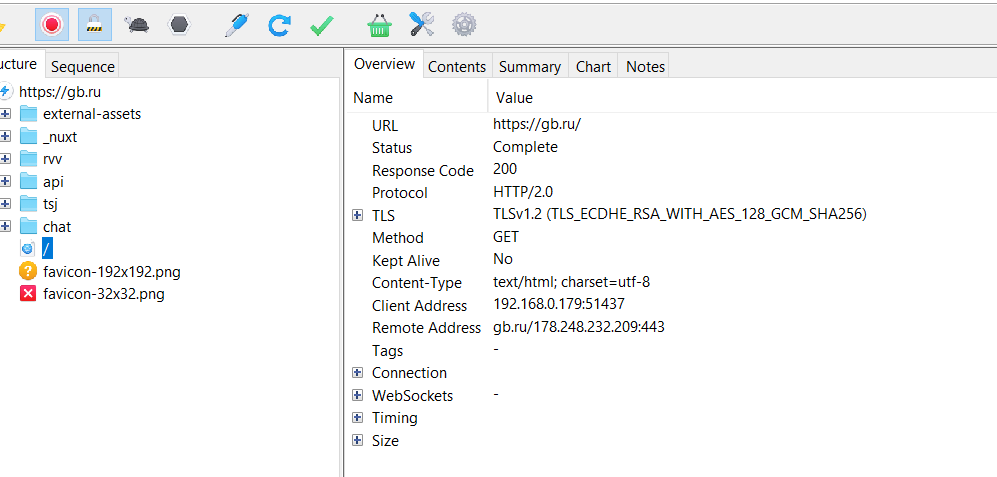 ucture Sequence
https://gb.ru
external-assets
_nuxt
rvv
api
tsj
chat
/
favicon-192x192.png
favicon-32x32.png
Overview Contents Summary Chart Notes
Name Value
URL https://gb.ru/
Status Complete
Response Code 200
Protocol HTTP/2.0
TLS TLSv1.2 (TLS_ECDHE_RSA_WITH_AES_128_GCM_SHA256)
Method GET
Kept Alive No
Content-Type text/html; charset=utf-8
Client Address 192.168.0.179:51437
Remote Address gb.ru/178.248.232.209:443
Tags -
Connection
WebSockets -
Timing
Size